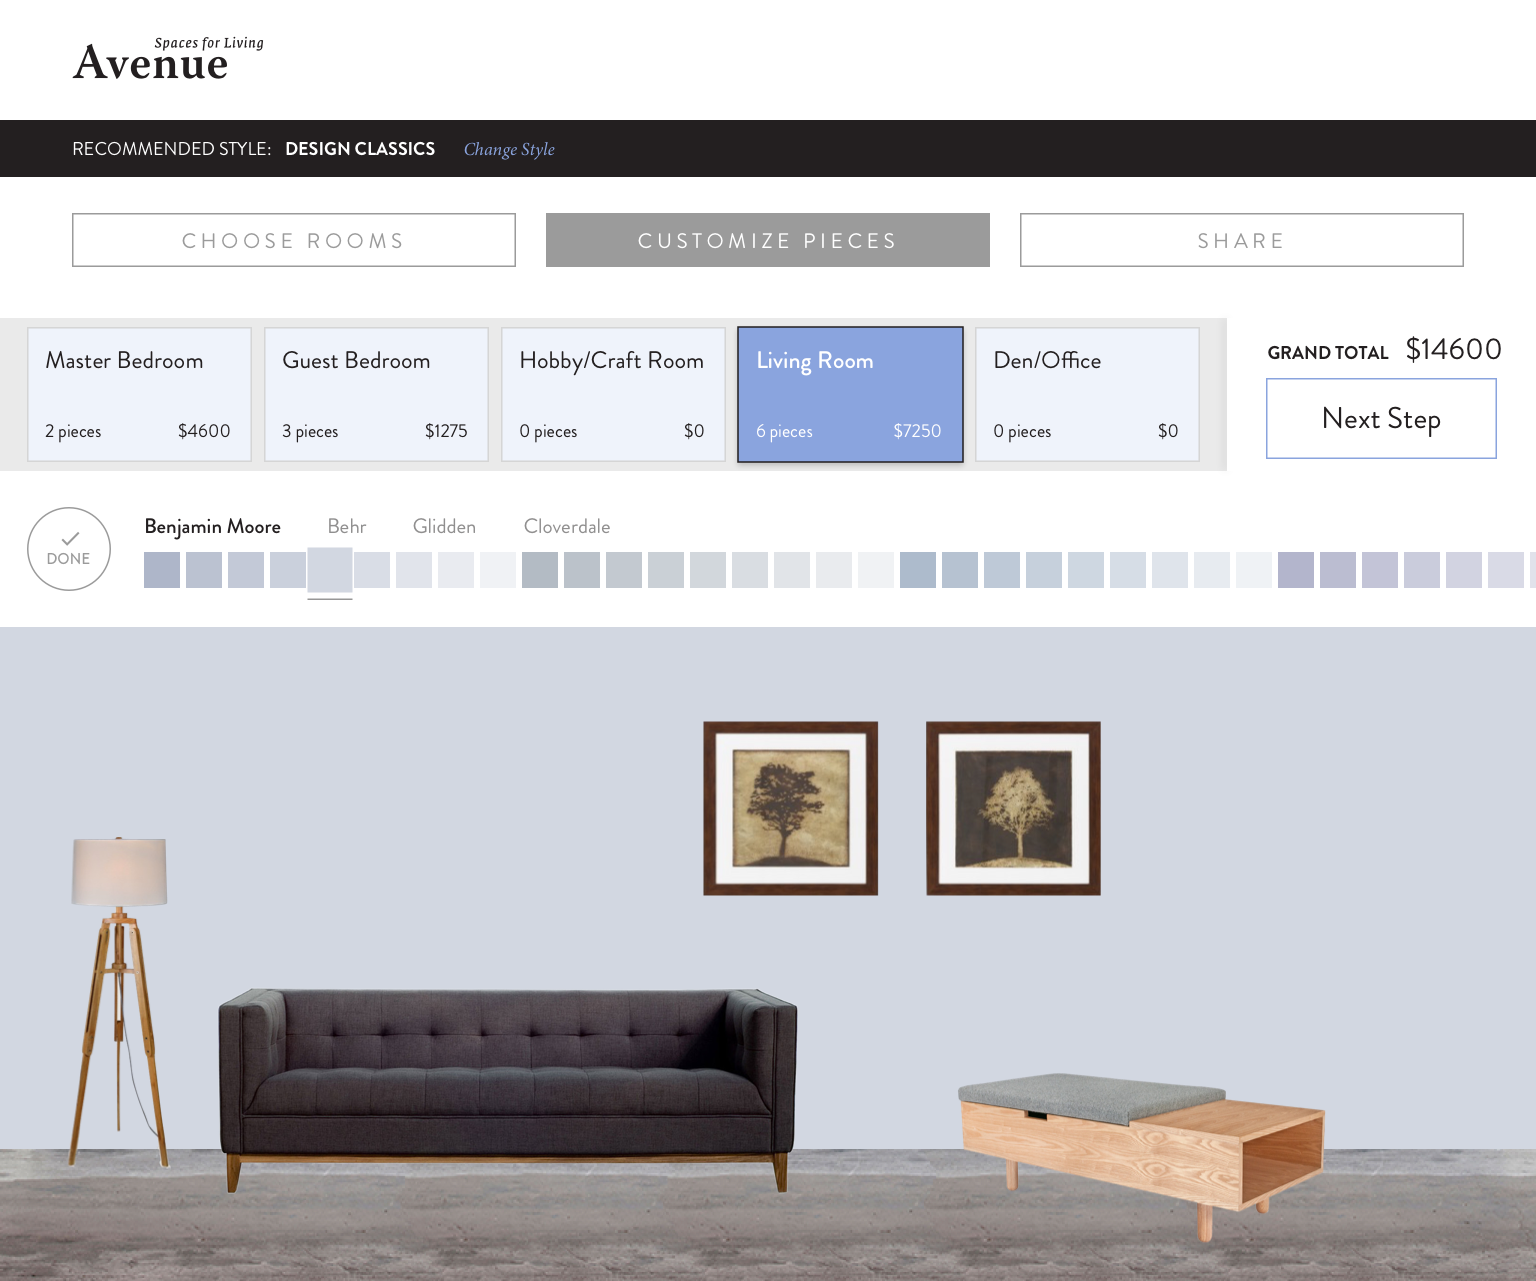 Spaces for Living
Avenue
RECOMMENDED STYLE: DESIGN CLASSICS Change Style
CHOOSE ROOMS
CUSTOMIZE PIECES
SHARE
Master Bedroom
2 pieces $4600
Guest Bedroom
3 pieces $1275
Hobby/Craft Room
0 pieces $0
Living Room
6 pieces $7250
Den/Office
0 pieces $0
GRAND TOTAL $14600
Next Step
DONE
Benjamin Moore Behr Glidden Cloverdale